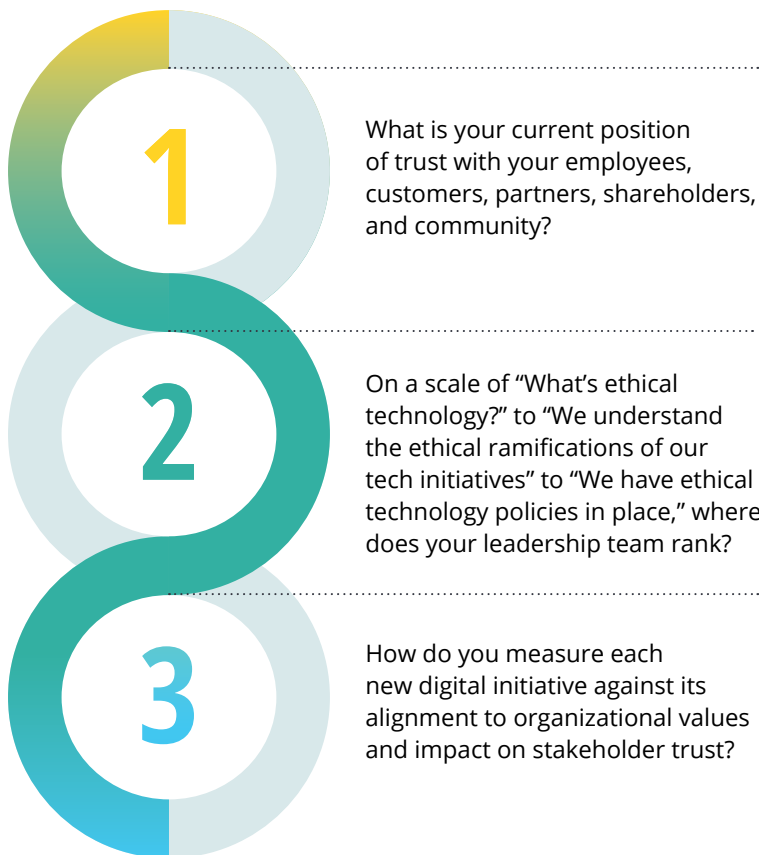 1
What is your current position
of trust with your employees,
customers, partners, shareholders,
and community?
2
On a scale of “What’s ethical
technology?” to “We understand
the ethical ramifications of our
tech initiatives” to “We have ethical
technology policies in place,” where
does your leadership team rank?
3
How do you measure each
new digital initiative against its
alignment to organizational values
and impact on stakeholder trust?